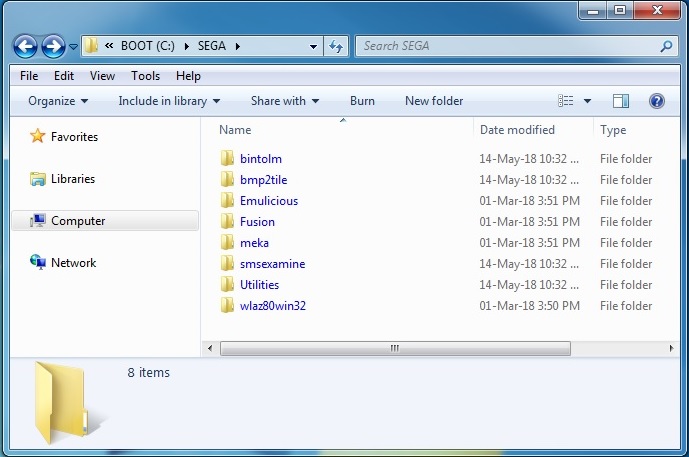 « BOOT (C:) SEGA Search SEGA
File Edit View Tools Help
Organize Include in library Share with Burn New folder
Name Date modified Type
Favorites
Libraries
Computer
Network
bintolm 14-May-18 10:32 ... File folder
bmp2tile 14-May-18 10:32 ... File folder
Emulicious 01-Mar-18 3:51 PM File folder
Fusion 01-Mar-18 3:51 PM File folder
meka 01-Mar-18 3:51 PM File folder
smsexamine 14-May-18 10:32 ... File folder
Utilities 14-May-18 10:32 ... File folder
wlaz80win32 01-Mar-18 3:50 PM File folder
8 items